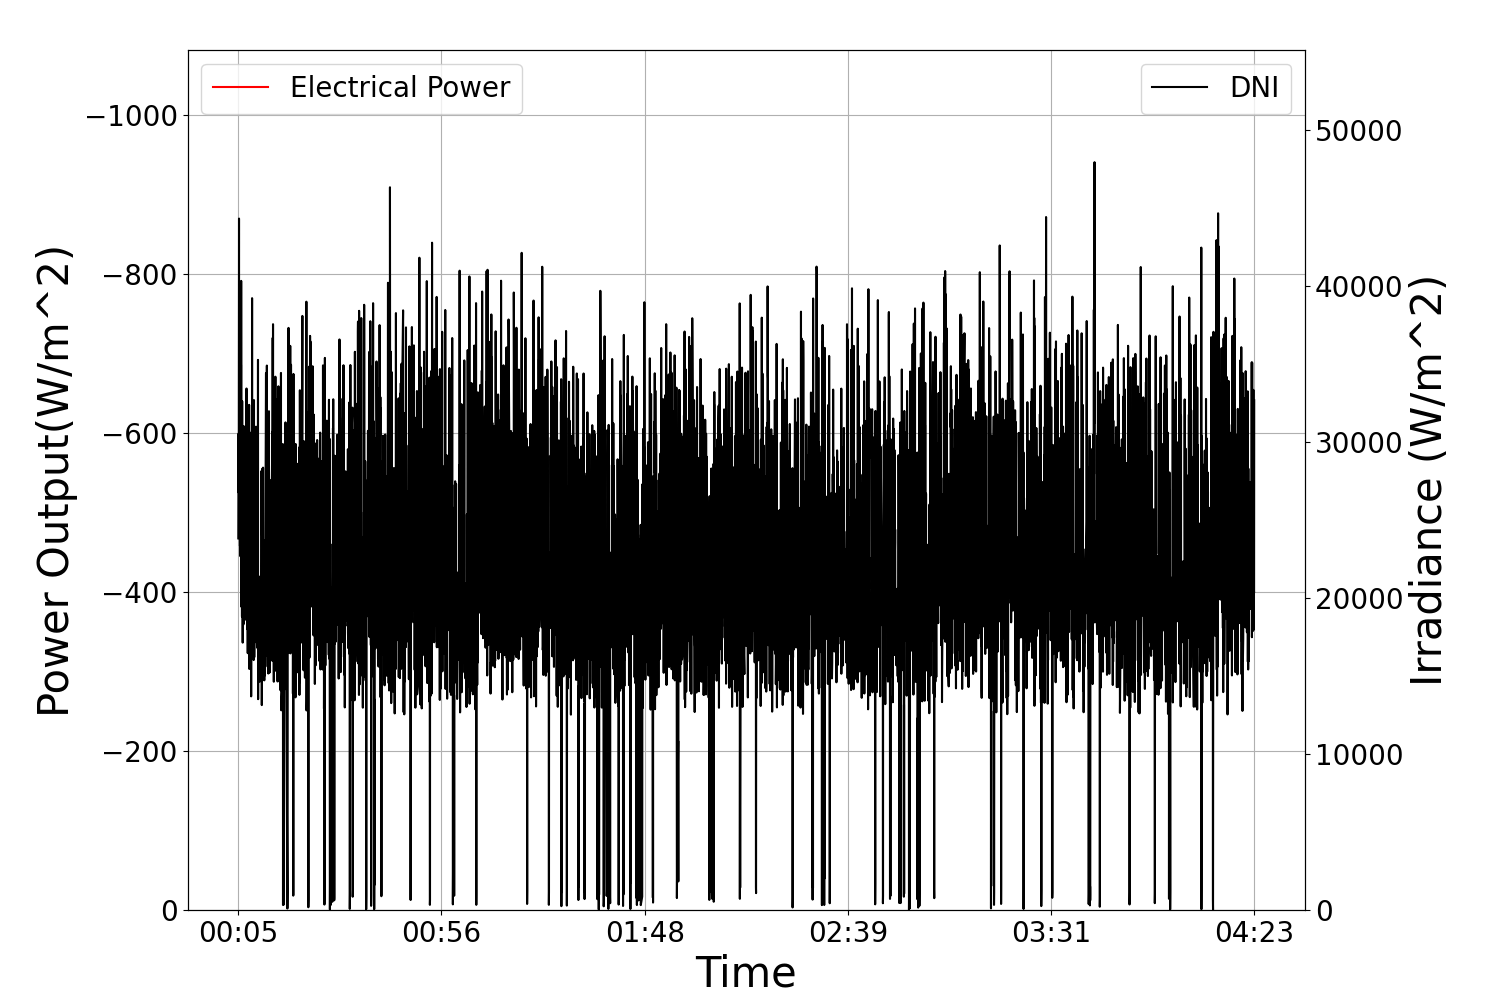 Electrical Power
DNI
Power Output(W/m^2)
−1000
−800
−600
−400
−200
0
50000
40000
30000
20000
10000
0
Irradiance (W/m^2)
00:05 00:56 01:48 02:39 03:31 04:23
Time